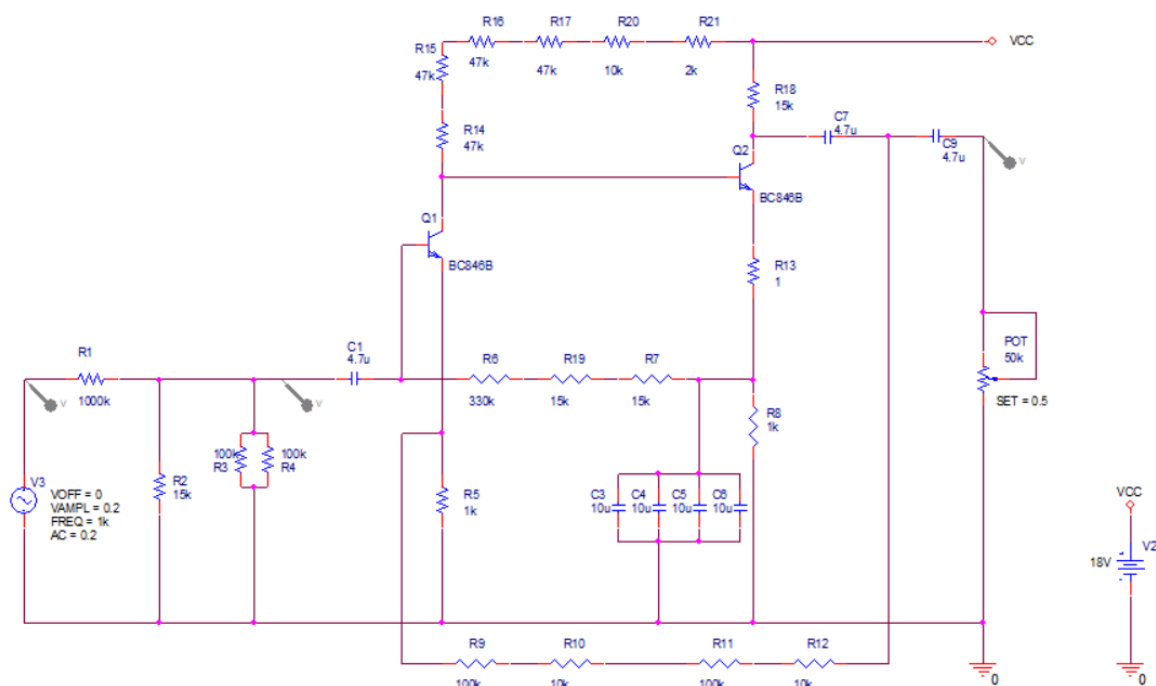 R16
R17
R20
R21
VCC
R15
47k
47k
47k
10k
2k
R18
15k
R14
47k
C7
4.7u
C9
4.7u
Q2
BC846B
Q1
BC846B
R13
1
R1
1000k
C1
4.7u
R6
330k
R19
15k
R7
15k
R8
1k
POT
50k
SET = 0.5
100k
R3
100k
R4
V3
VOFF = 0
VAMPL = 0.2
FREQ = 1k
AC = 0.2
R2
15k
R5
1k
C3
10u
C4
10u
C5
10u
C6
10u
VCC
V2
18V
R9
100k
R10
10k
R11
100k
R12
10k
0
0
V
V
V